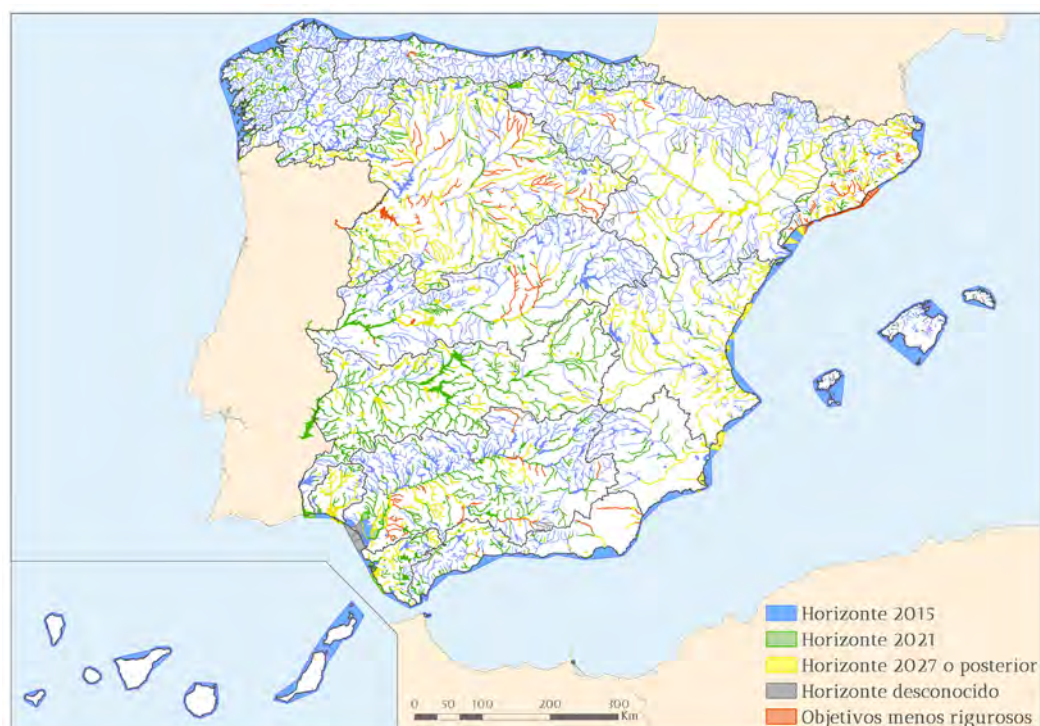 Horizonte 2015
Horizonte 2021
Horizonte 2027 o posterior
Horizonte desconocido
Objetivos menos rigurosos
0 50 100 200 300
Km